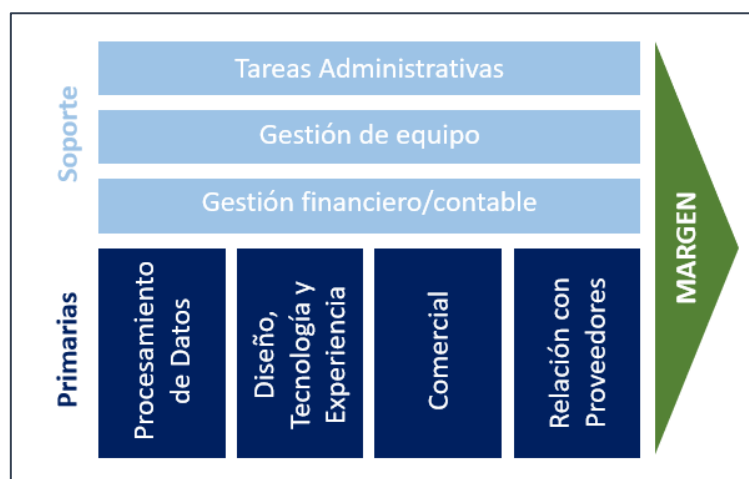 Soporte
Tareas Administrativas
Gestión de equipo
Gestión financiero/contable
Primarias
Procesamiento
de Datos
Diseño,
Tecnología y
Experiencia
Comercial
Relación con
Proveedores
MARGEN